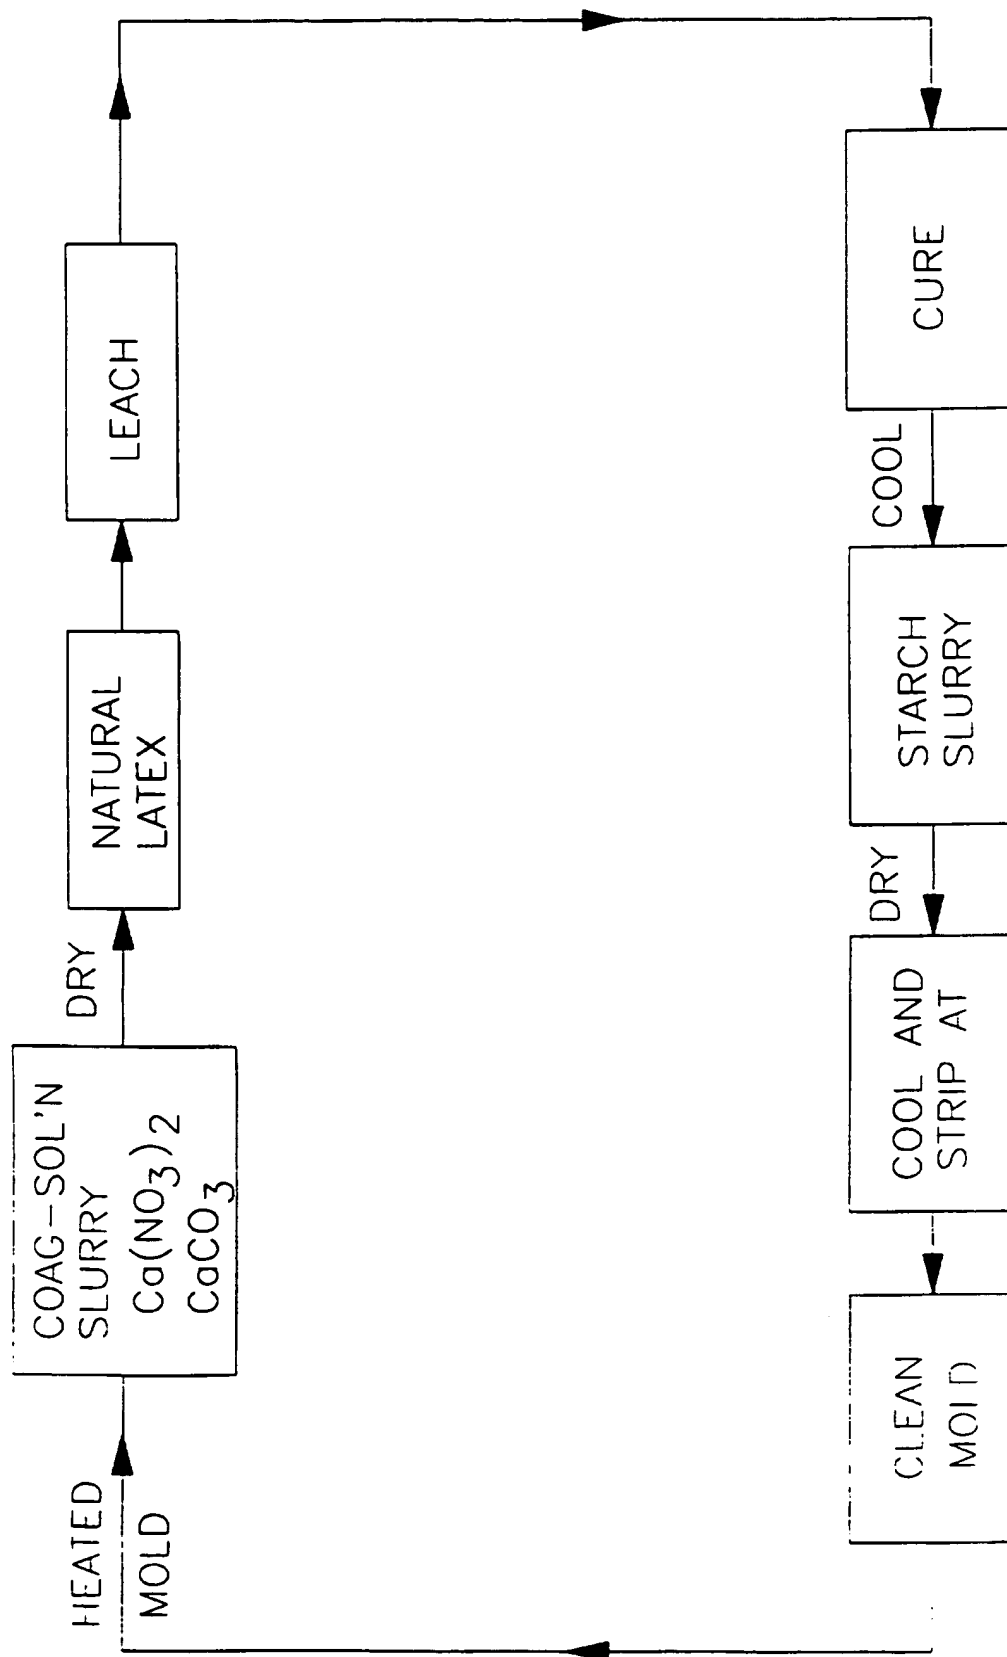 HEATED
MOLD
COAG-SOL'N
SLURRY
Ca(NO3)2
CaCO3
DRY
NATURAL
LATEX
LEACH
CURE
COOL
STARCH
SLURRY
DRY
COOL AND
STRIP AT
CLEAN
MOLD